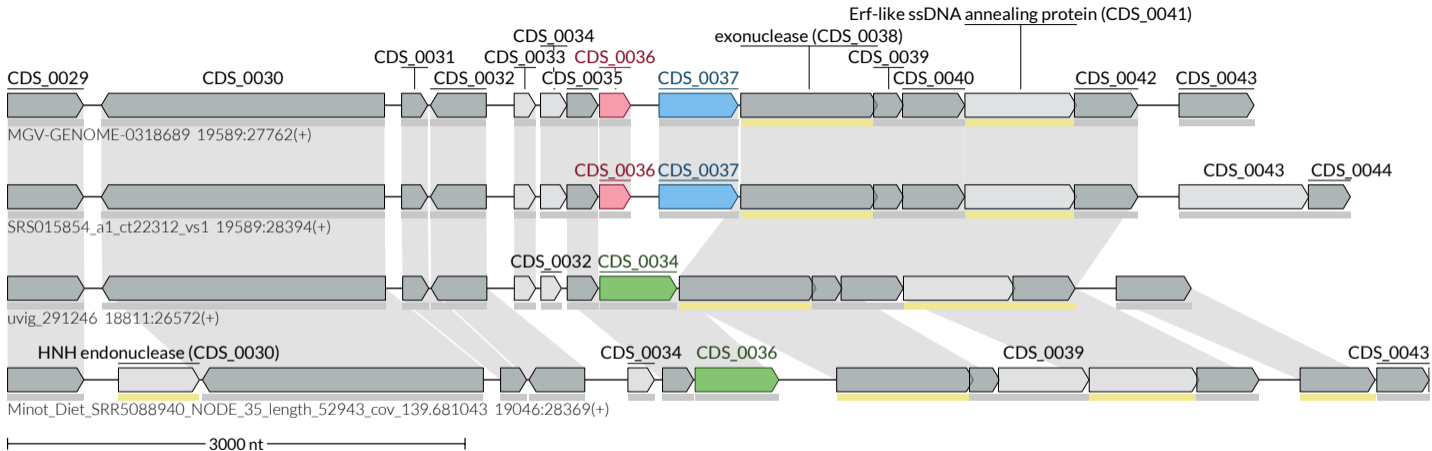 Erf-like ssDNA annealing protein (CDS_0041)
CDS_0034 exonuclease (CDS_0038)
CDS_0031 CDS_0033 CDS_0036 CDS_0039
CDS_0029 CDS_0030 CDS_0032 CDS_0035 CDS_0037 CDS_0040 CDS_0042 CDS_0043
MGV-GENOME-0318689 19589:27762(+)
CDS_0036 CDS_0037 CDS_0043 CDS_0044
SRS015854_a1_ct22312_vs1 19589:28394(+)
CDS_0032 CDS_0034
uvig_291246 18811:26572(+)
HNH endonuclease (CDS_0030) CDS_0034 CDS_0036 CDS_0039 CDS_0043
Minot_Diet_SRR5088940_NODE_35_length_52943_cov_139.681043 19046:28369(+)
3000 nt